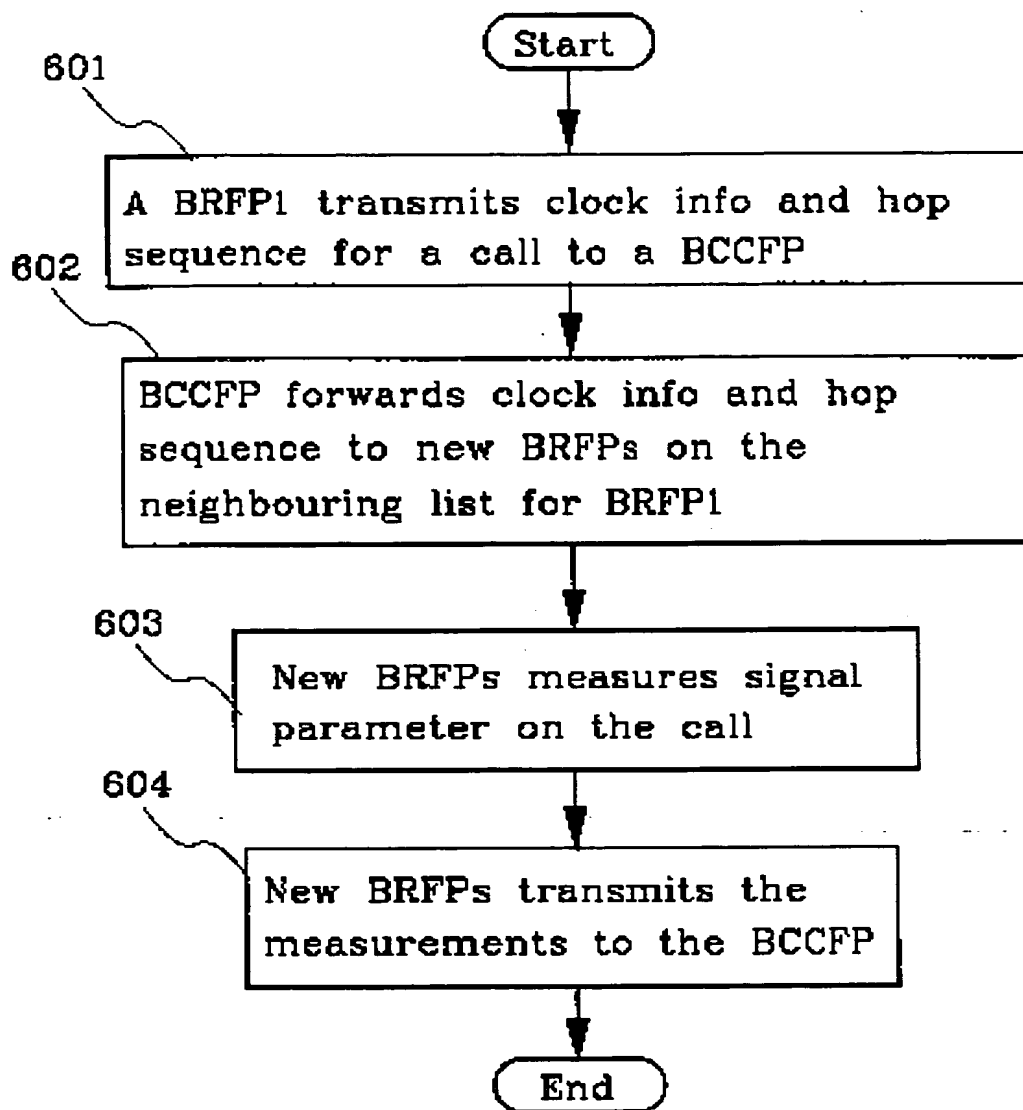 Start
601
A BRFP1 transmits clock info and hop
sequence for a call to a BCCFP
602
BCCFP forwards clock info and hop
sequence to new BRFPs on the
neighbouring list for BRFP1
603
New BRFPs measures signal
parameter on the call
604
New BRFPs transmits the
measurements to the BCCFP
End